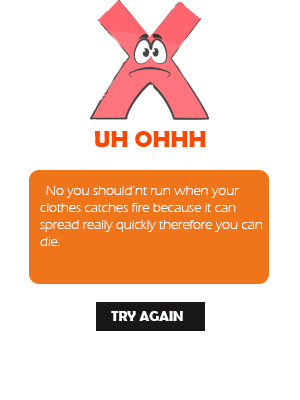 UH OHHH
No you should'nt run when your
clothes catches fire because it can
spread really quickly therefore you can
die.
TRY AGAIN